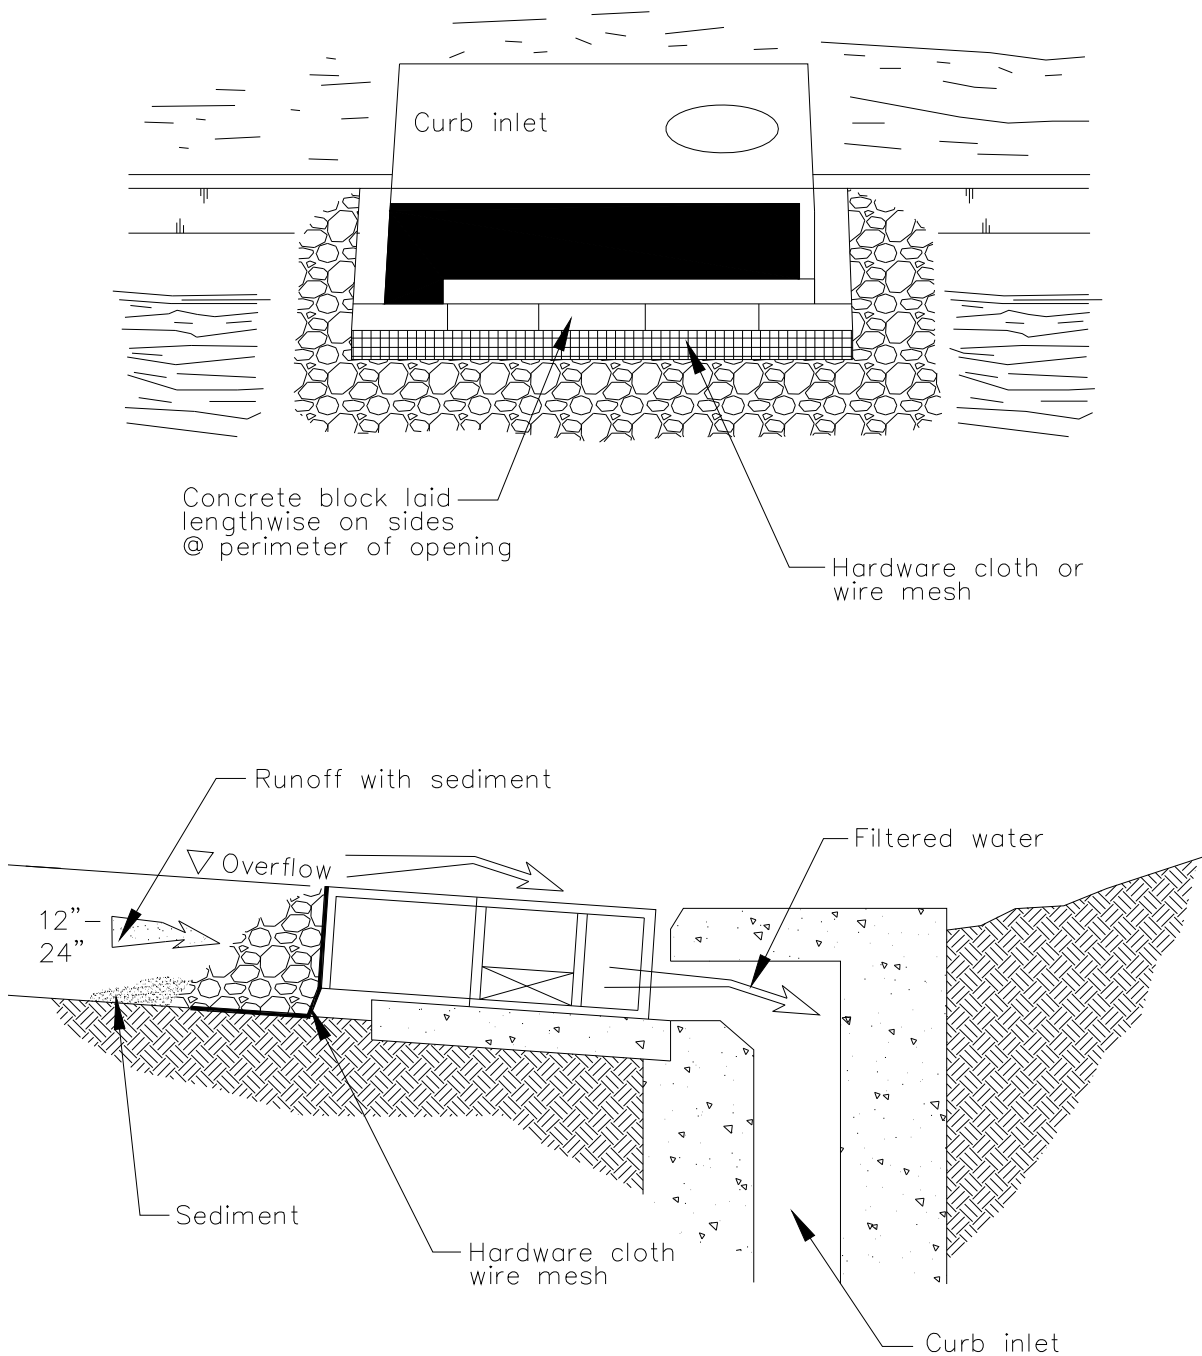 Curb inlet
Concrete block laid
lengthwise on sides
@ perimeter of opening
Hardware cloth or
wire mesh
Runoff with sediment
Filtered water
Overflow
12”–
24”
Sediment
Hardware cloth
wire mesh
Curb inlet